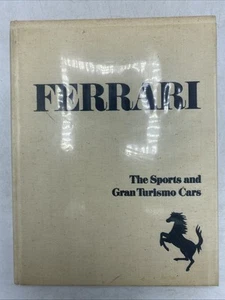 FERRARI
The Sports and
Gran Turismo Cars